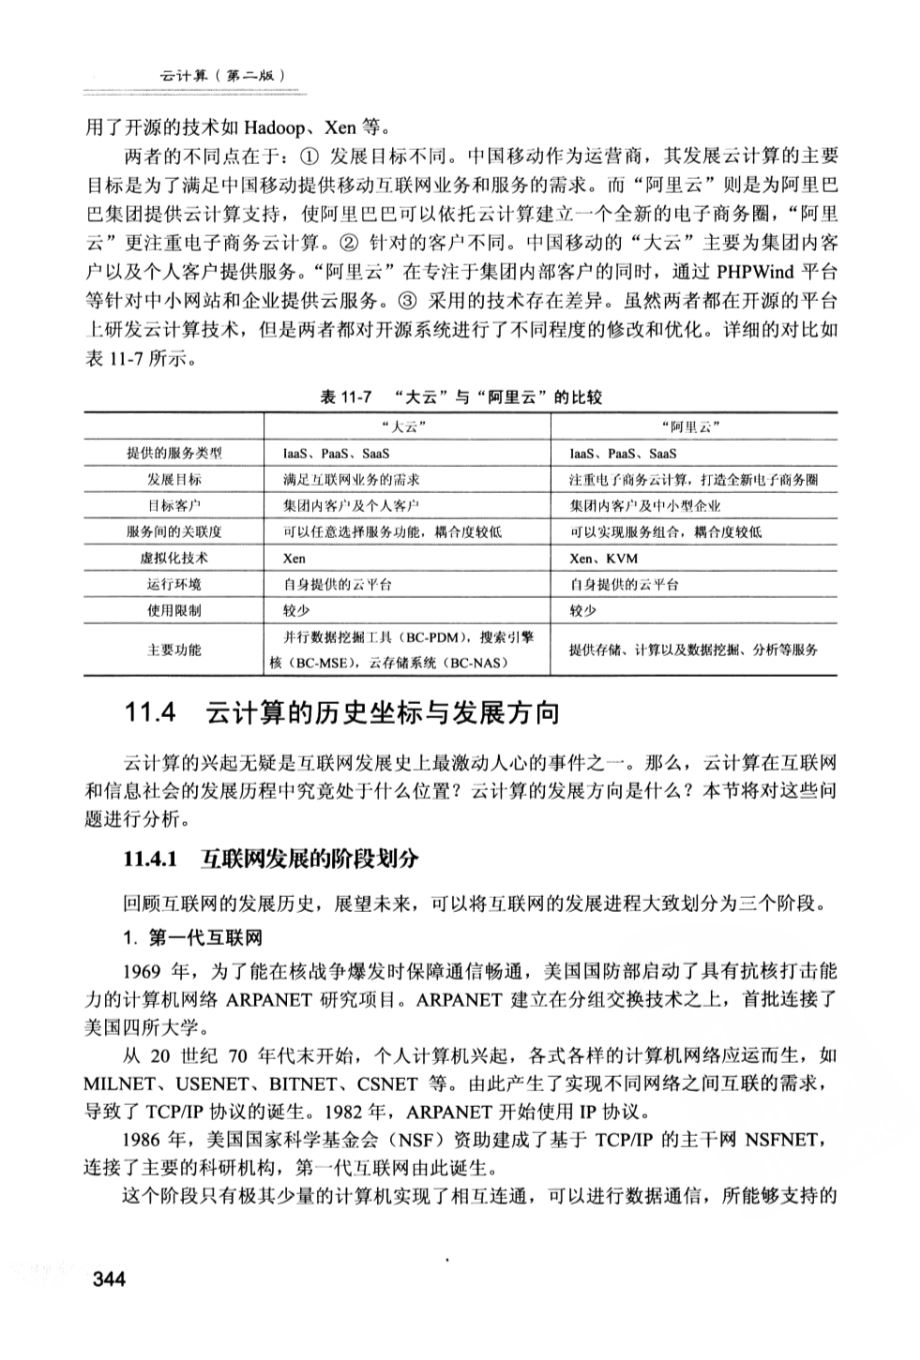 云计算（第二版）
用了开源的技术如 Hadoop、Xen 等。
两者的不同点在于：① 发展目标不同。中国移动作为运营商，其发展云计算的主要
目标是为了满足中国移动提供移动互联网业务和服务的需求。而“阿里云”则是为阿里巴
巴集团提供云计算支持，使阿里巴巴可以依托云计算建立一个全新的电子商务圈，“阿里
云”更注重电子商务云计算。② 针对的客户不同。中国移动的“大云”主要为集团内客
户以及个人客户提供服务。“阿里云”在专注于集团内部客户的同时，通过 PHPWind 平台
等针对中小网站和企业提供云服务。③ 采用的技术存在差异。虽然两者都在开源的平台
上研发云计算技术，但是两者都对开源系统进行了不同程度的修改和优化。详细的对比如
表 11-7 所示。
表 11-7 “大云”与“阿里云”的比较
“大云” “阿里云”
提供的服务类型 IaaS、PaaS、SaaS IaaS、PaaS、SaaS
发展目标 满足互联网业务的需求 注重电子商务云计算，打造全新电子商务圈
目标客户 集团内客户及个人客户 集团内客户及中小型企业
服务间的关联度 可以任意选择服务功能，耦合度较低 可以实现服务组合，耦合度较低
虚拟化技术 Xen Xen、KVM
运行环境 自身提供的云平台 自身提供的云平台
使用限制 较少 较少
主要功能 并行数据挖掘工具（BC-PDM），搜索引擎 提供存储、计算以及数据挖掘、分析等服务
核（BC-MSE），云存储系统（BC-NAS）
11.4 云计算的历史坐标与发展方向
云计算的兴起无疑是互联网发展史上最激动人心的事件之一。那么，云计算在互联网
和信息社会的发展历程中究竟处于什么位置？云计算的发展方向是什么？本节将对这些问
题进行分析。
11.4.1 互联网发展的阶段划分
回顾互联网的发展历史，展望未来，可以将互联网的发展进程大致划分为三个阶段。
1. 第一代互联网
1969 年，为了能在核战争爆发时保障通信畅通，美国国防部启动了具有抗核打击能
力的计算机网络 ARPANET 研究项目。ARPANET 建立在分组交换技术之上，首批连接了
美国四所大学。
从 20 世纪 70 年代末开始，个人计算机兴起，各式各样的计算机网络应运而生，如
MILNET、USENET、BITNET、CSNET 等。由此产生了实现不同网络之间互联的需求，
导致了 TCP/IP 协议的诞生。1982 年，ARPANET 开始使用 IP 协议。
1986 年，美国国家科学基金会（NSF）资助建成了基于 TCP/IP 的主干网 NSFNET，
连接了主要的科研机构，第一代互联网由此诞生。
这个阶段只有极其少量的计算机实现了相互连通，可以进行数据通信，所能够支持的
344